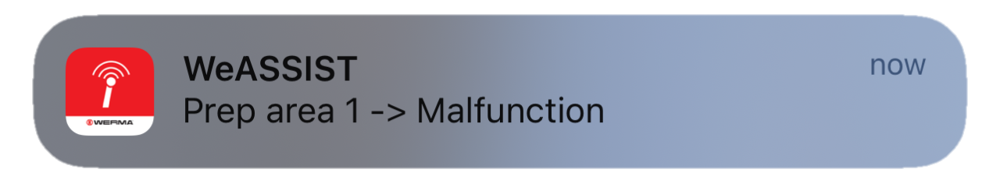 WeASSIST
now
Prep area 1 -> Malfunction
WERMA